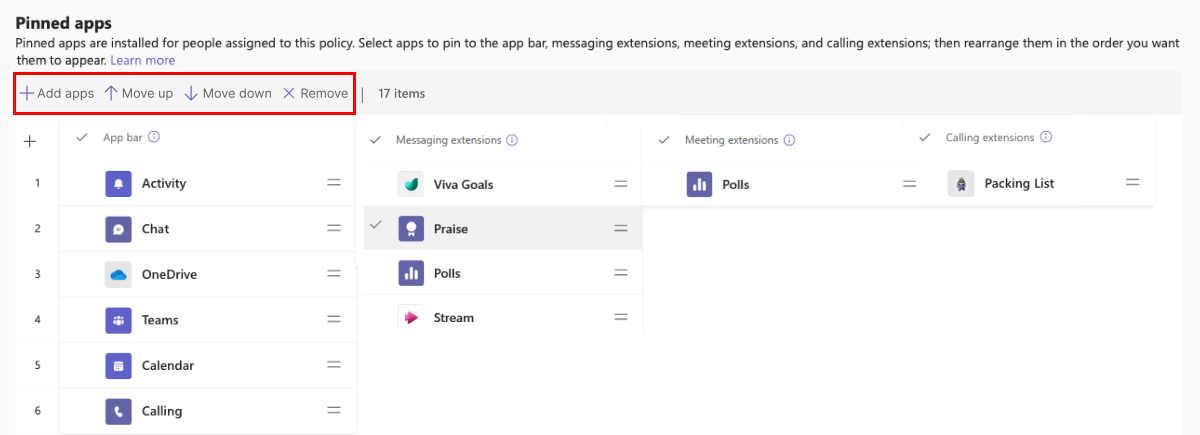 Pinned apps
Pinned apps are installed for people assigned to this policy. Select apps to pin to the app bar, messaging extensions, meeting extensions, and calling extensions; then rearrange them in the order you want
them to appear. Learn more
Add apps Move up Move down Remove | 17 items
App bar Messaging extensions Meeting extensions Calling extensions
1 Activity Viva Goals Polls Packing List
2 Chat Praise
3 OneDrive Polls
4 Teams Stream
5 Calendar
6 Calling